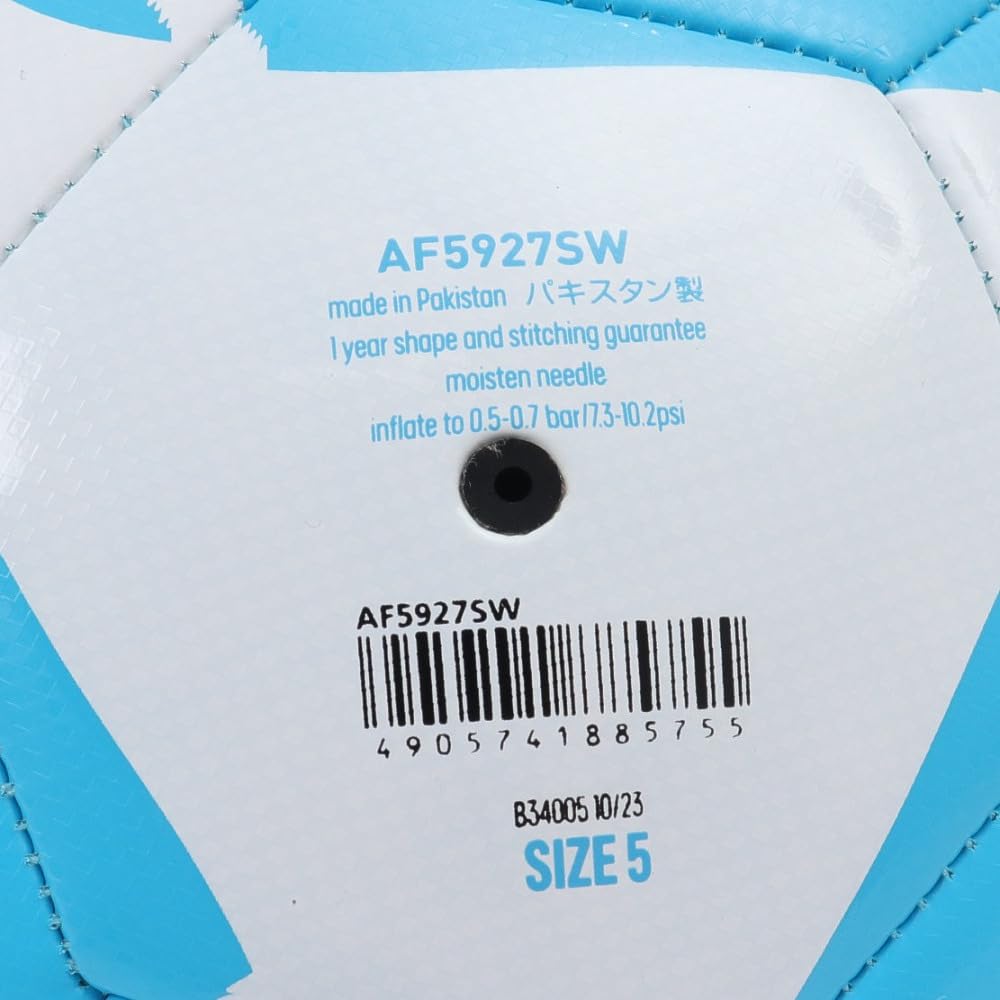 AF5927SW
made in Pakistan パキスタン製
1 year shape and stitching guarantee
moisten needle
inflate to 0.5-0.7 bar/7.3-10.2psi
AF5927SW
4905741885755
B34005 10/23
SIZE 5